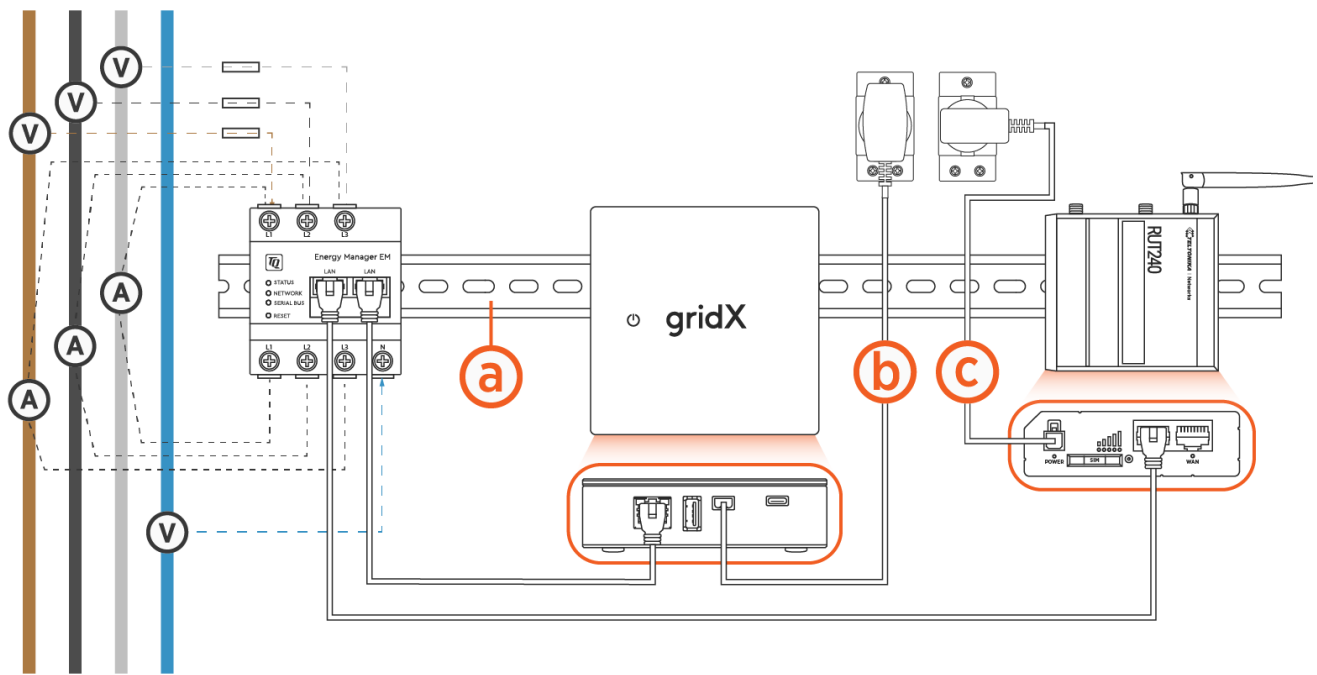 V
V
V
L1 L2 L3
TQ
Energy Manager EM
LAN LAN
STATUS
NETWORK
SERIAL BUS
RESET
L1 L2 L3 N
A
A
A
V
a
gridX
b
c
RUT240
TELTONIKA | Networks
POWER
SIM
WAN